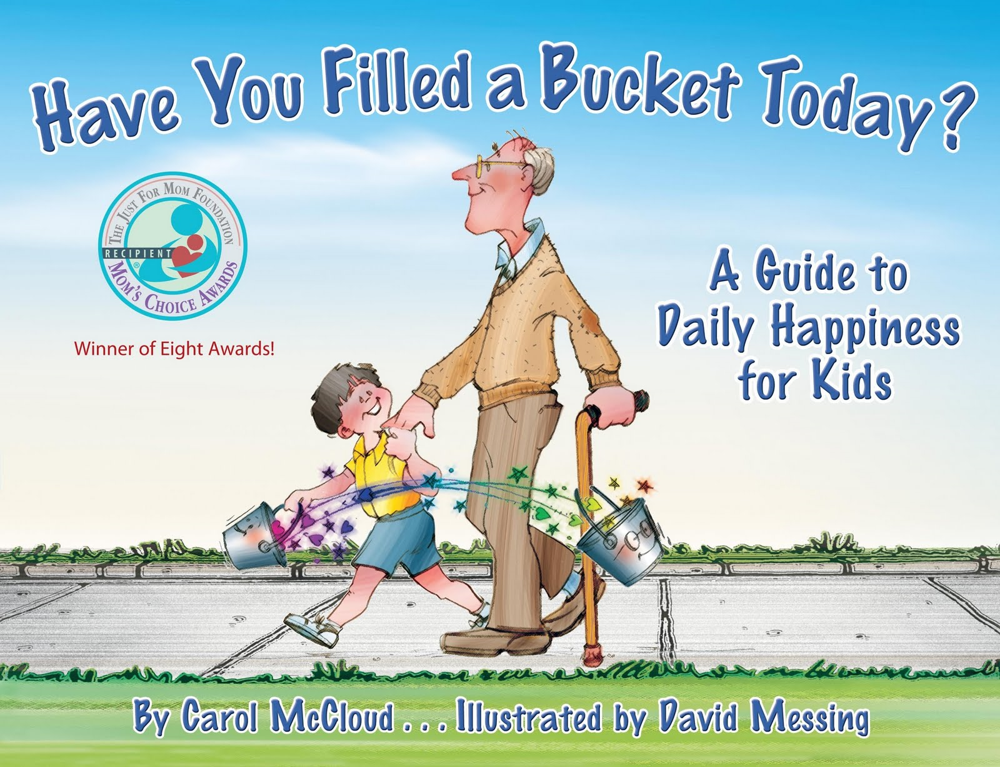 Have You Filled a Bucket Today?
THE JUST FOR MOM FOUNDATION
RECIPIENT
®
MOM'S CHOICE AWARDS
Winner of Eight Awards!
A Guide to
Daily Happiness
for Kids
By Carol McCloud . . . Illustrated by David Messing